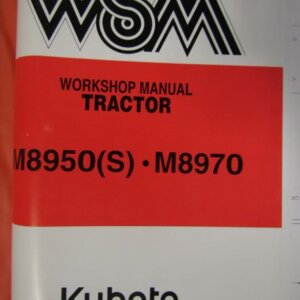 WSM
WORKSHOP MANUAL
TRACTOR
M8950(S) · M8970
Kubota